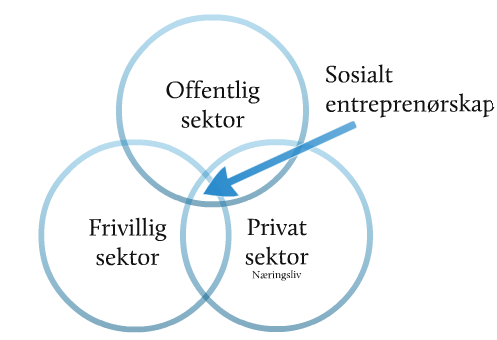 Offentlig
sektor
Sosialt
entreprenørskap
Frivillig
sektor
Privat
sektor
Næringsliv